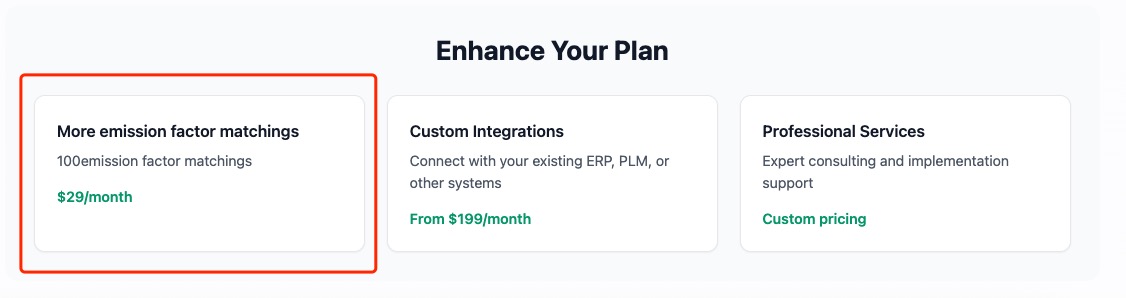 Enhance Your Plan
More emission factor matchings
100emission factor matchings
$29/month
Custom Integrations
Connect with your existing ERP, PLM, or
other systems
From $199/month
Professional Services
Expert consulting and implementation
support
Custom pricing